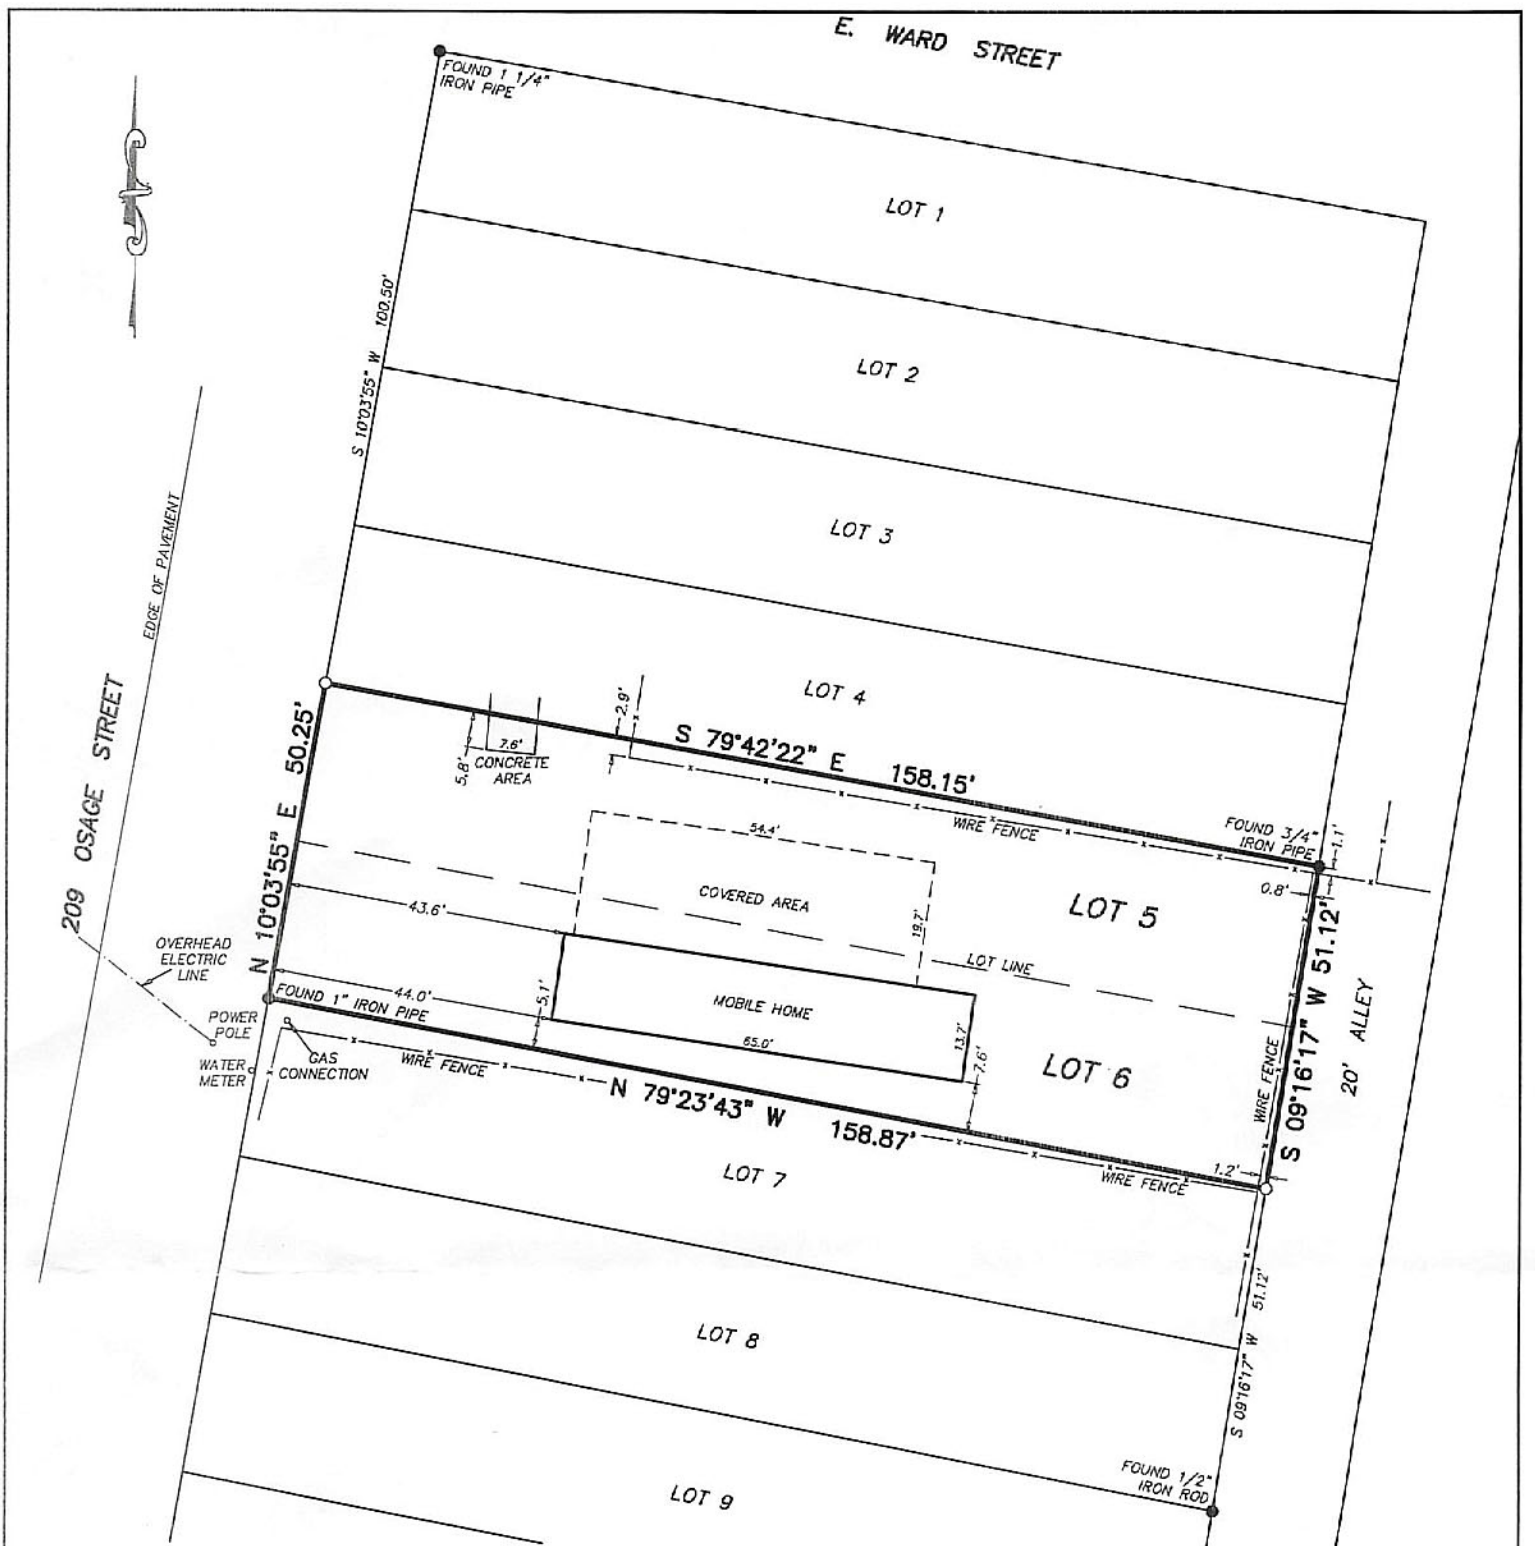 E. WARD STREET
FOUND 1 1/4"
IRON PIPE
LOT 1
S 10°03'55" W 100.50'
LOT 2
LOT 3
EDGE OF PAVEMENT
209 OSAGE STREET
LOT 4
2.9'
S 79°42'22" E 158.15'
N 10°03'55" E 50.25'
7.6'
5.8'
CONCRETE
AREA
WIRE FENCE
FOUND 3/4"
IRON PIPE
1.1'
0.8'
54.4'
COVERED AREA
19.7'
LOT 5
43.6'
LOT LINE
OVERHEAD
ELECTRIC
LINE
44.0'
FOUND 1" IRON PIPE
5.1'
MOBILE HOME
65.0'
13.7'
7.6'
LOT 6
S 09°16'17" W 51.12'
20' ALLEY
WIRE FENCE
POWER
POLE
WATER
METER
GAS
CONNECTION
WIRE FENCE
N 79°23'43" W 158.87'
1.2'
WIRE FENCE
LOT 7
S 09°16'17" W 51.12'
LOT 8
FOUND 1/2"
IRON ROD
LOT 9